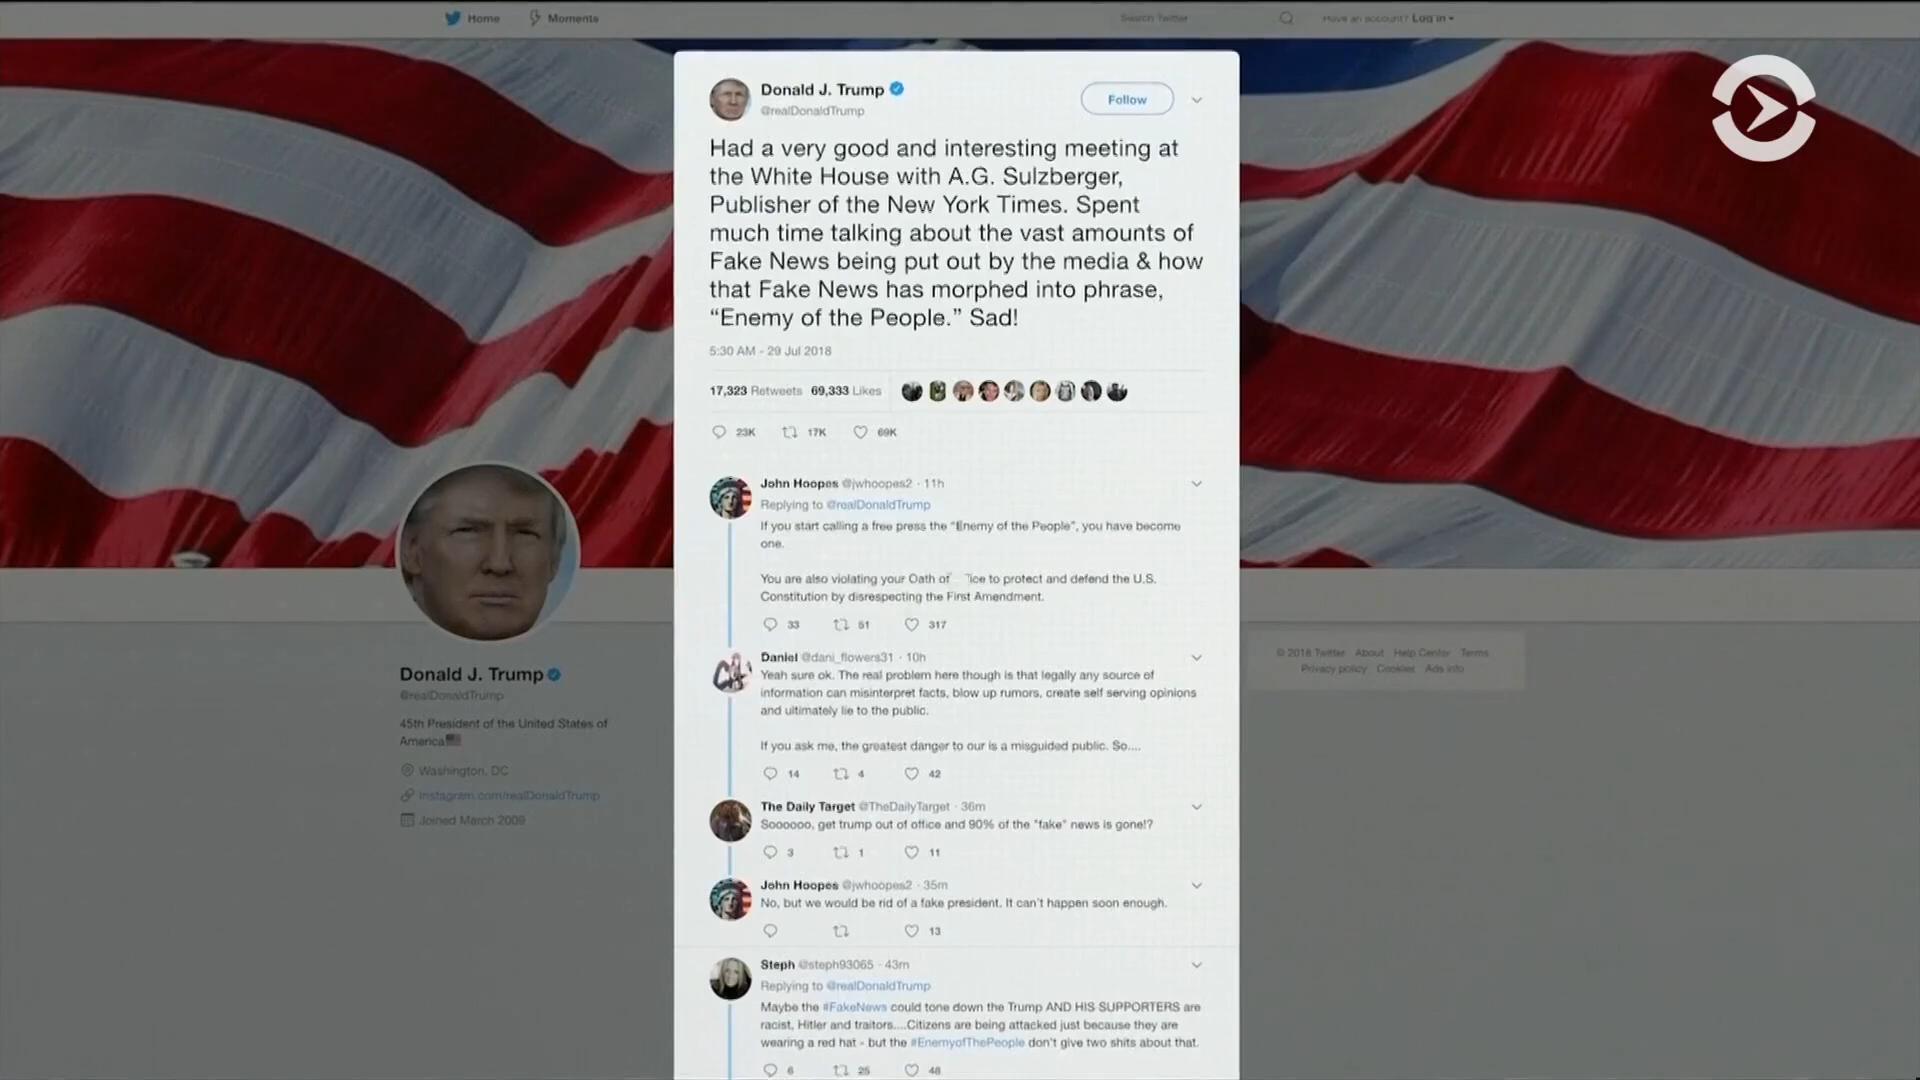 Home
Moments
Search Twitter
Have an account? Log in
Donald J. Trump
@realDonaldTrump
Follow
Had a very good and interesting meeting at
the White House with A.G. Sulzberger,
Publisher of the New York Times. Spent
much time talking about the vast amounts of
Fake News being put out by the media & how
that Fake News has morphed into phrase,
“Enemy of the People.” Sad!
5:30 AM - 29 Jul 2018
17,323 Retweets 69,333 Likes
23K 17K 69K
John Hoopes @jwhoopes2 · 11h
Replying to @realDonaldTrump
If you start calling a free press the "Enemy of the People", you have become
one.
You are also violating your Oath of ice to protect and defend the U.S.
Constitution by disrespecting the First Amendment.
33 51 317
Daniel @dani_flowers31 · 10h
Yeah sure ok. The real problem here though is that legally any source of
information can misinterpret facts, blow up rumors, create self serving opinions
and ultimately lie to the public.
If you ask me, the greatest danger to our is a misguided public. So....
14 4 42
The Daily Target @TheDailyTarget · 36m
Soooooo, get trump out of office and 90% of the "fake" news is gone!?
3 1 11
John Hoopes @jwhoopes2 · 35m
No, but we would be rid of a fake president. It can't happen soon enough.
13
Steph @steph93065 · 43m
Replying to @realDonaldTrump
Maybe the #FakeNews could tone down the Trump AND HIS SUPPORTERS are
racist, Hitler and traitors....Citizens are being attacked just because they are
wearing a red hat - but the #EnemyofThePeople don't give two shits about that.
6 25 48
Donald J. Trump
@realDonaldTrump
45th President of the United States of
America
Washington, DC
Instagram.com/realDonaldTrump
Joined March 2009
© 2018 Twitter About Help Center Terms
Privacy policy Cookies Ads info